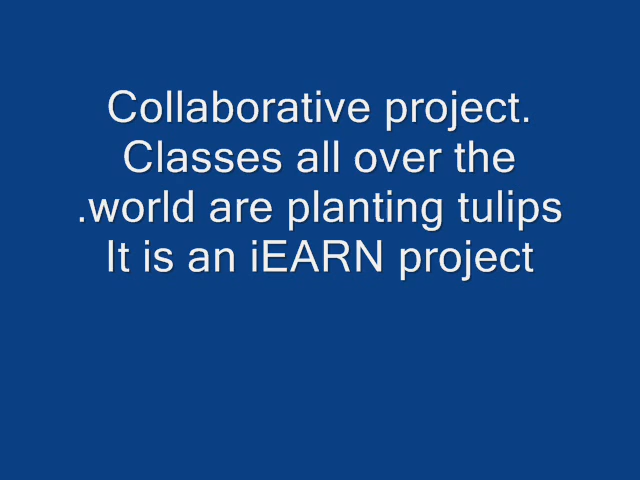 Collaborative project.
Classes all over the
.world are planting tulips
It is an iEARN project